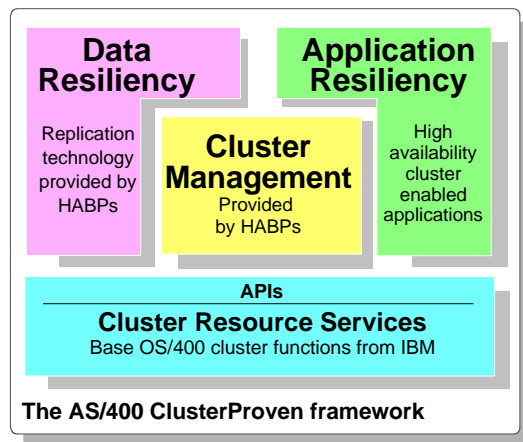 Data
Resiliency
Replication
technology
provided by
HABPs
Application
Resiliency
High
availability
cluster
enabled
applications
Cluster
Management
Provided
by HABPs
APIs
Cluster Resource Services
Base OS/400 cluster functions from IBM
The AS/400 ClusterProven framework